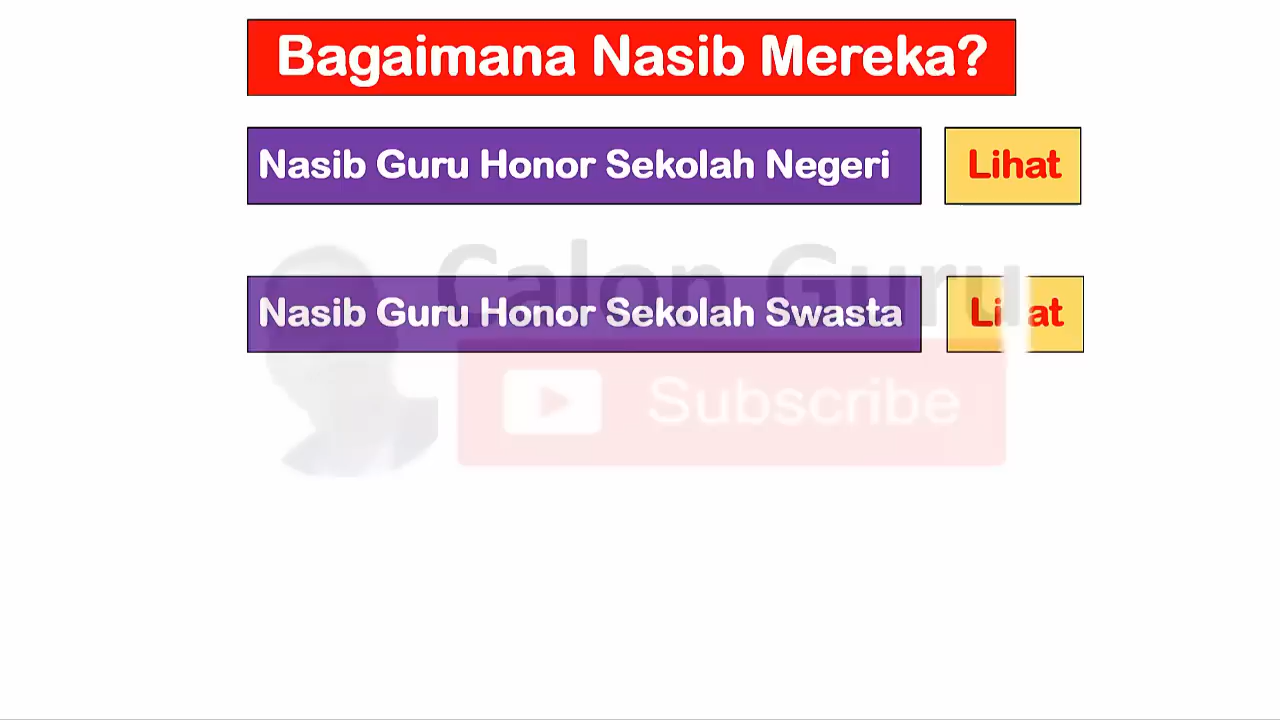 Bagaimana Nasib Mereka?
Nasib Guru Honor Sekolah Negeri
Lihat
Calon Guru
Nasib Guru Honor Sekolah Swasta
Lihat
Subscribe